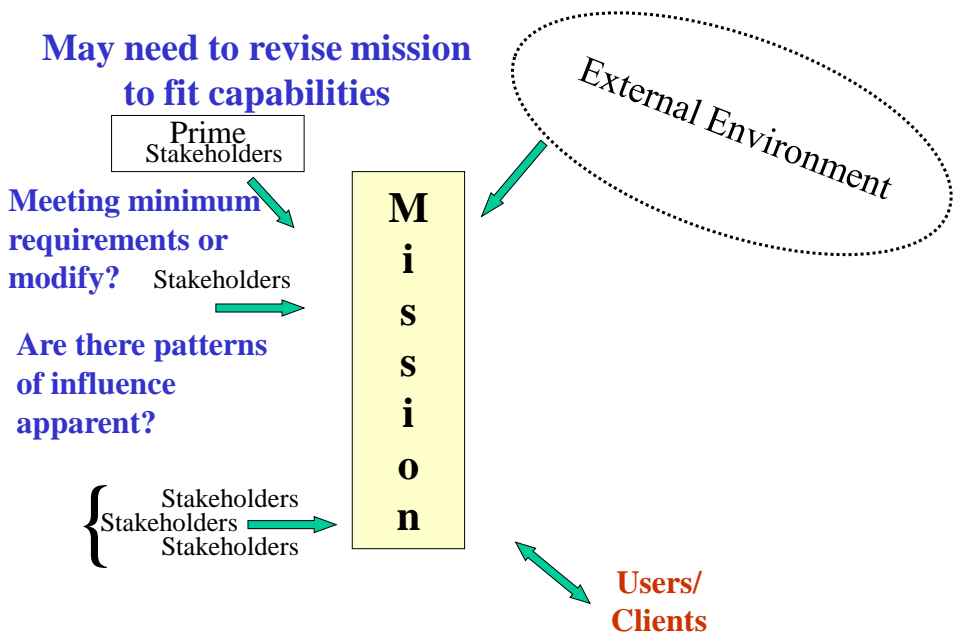 May need to revise mission
to fit capabilities
Prime
Stakeholders
External Environment
Meeting minimum
requirements or
modify?
Stakeholders
Are there patterns
of influence
apparent?
Mission
{
Stakeholders
Stakeholders
Stakeholders
Users/
Clients